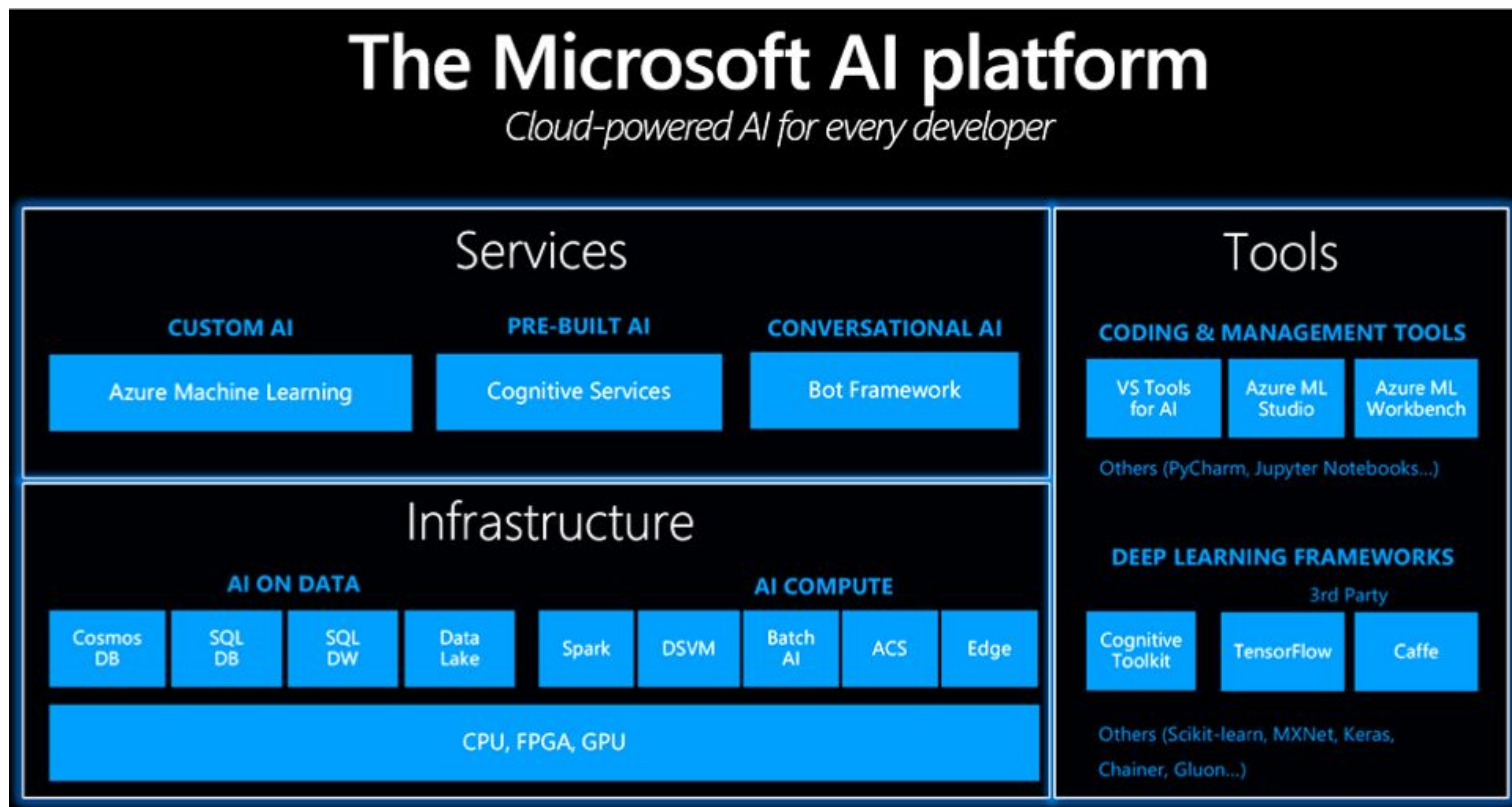 The Microsoft AI platform
Cloud-powered AI for every developer
Services
CUSTOM AI
PRE-BUILT AI
CONVERSATIONAL AI
Azure Machine Learning
Cognitive Services
Bot Framework
Infrastructure
AI ON DATA
AI COMPUTE
Cosmos
DB
SQL
DB
SQL
DW
Data
Lake
Spark
DSVM
Batch
AI
ACS
Edge
CPU, FPGA, GPU
Tools
CODING & MANAGEMENT TOOLS
VS Tools
for AI
Azure ML
Studio
Azure ML
Workbench
Others (PyCharm, Jupyter Notebooks...)
DEEP LEARNING FRAMEWORKS
3rd Party
Cognitive
Toolkit
TensorFlow
Caffe
Others (Scikit-learn, MXNet, Keras,
Chainer, Gluon...)